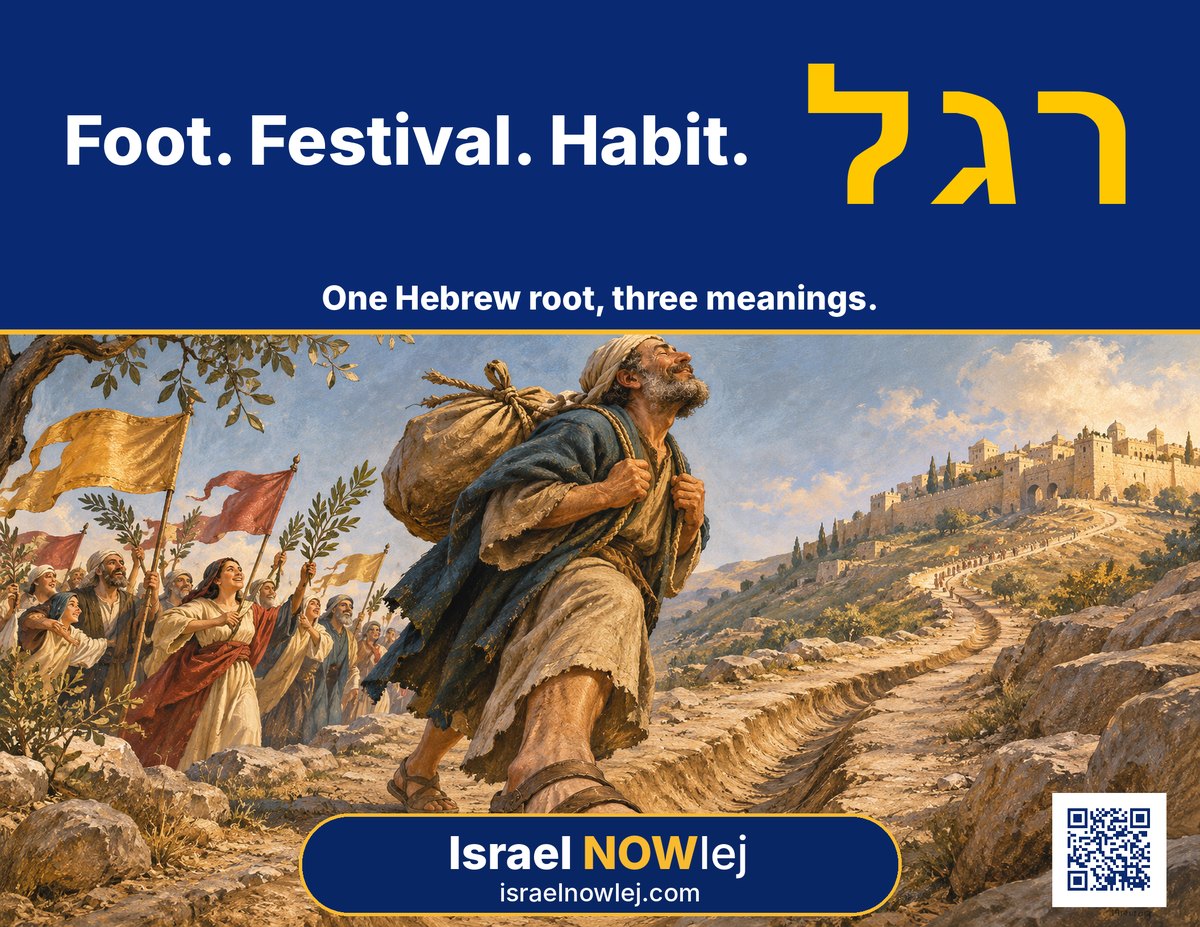 Foot. Festival. Habit.
רגל
One Hebrew root, three meanings.
Israel NOWlej
israelnowlej.com